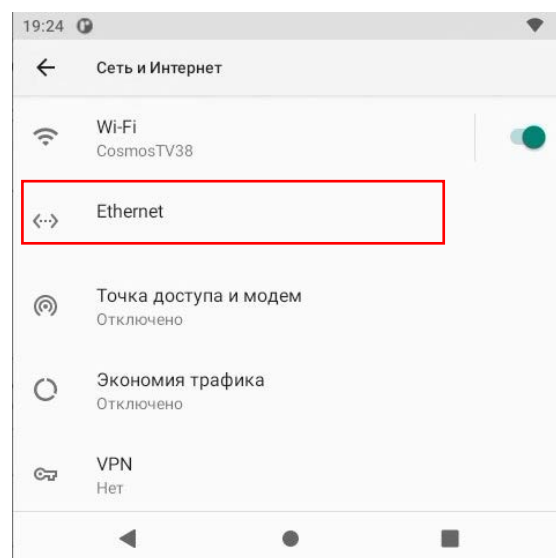 19:24
Сеть и Интернет
Wi-Fi
CosmosTV38
Ethernet
Точка доступа и модем
Отключено
Экономия трафика
Отключено
VPN
Нет